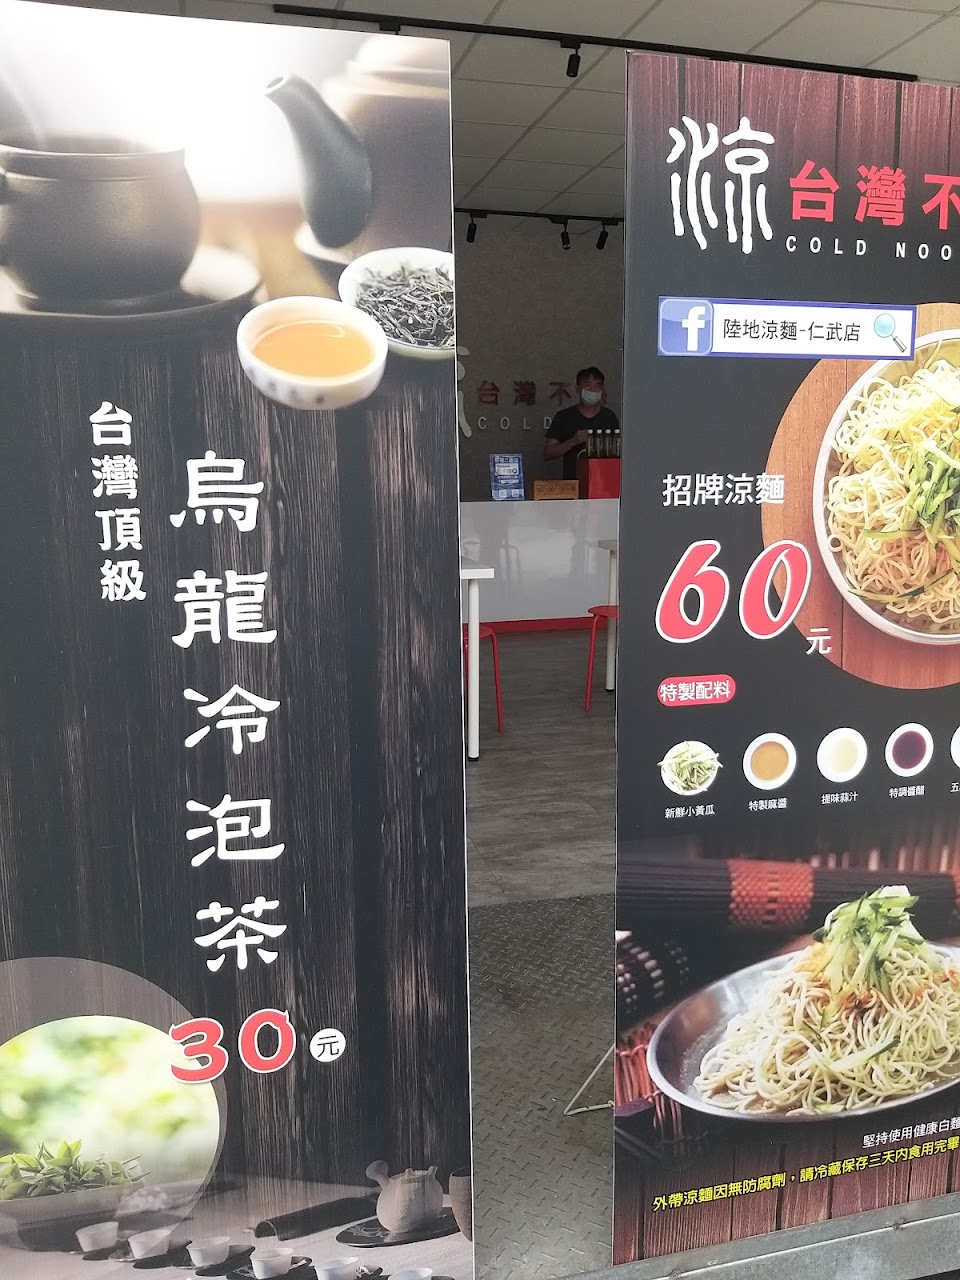 台灣頂級
烏龍冷泡茶
30元
台灣不
COLD
涼
台灣不
COLD NOO
陸地涼麵-仁武店
招牌涼麵
60元
特製配料
新鮮小黃瓜
特製麻醬
提味蒜汁
特調醬醋
五
堅持使用健康白麵
外帶涼麵因無防腐劑，請冷藏保存三天內食用完畢